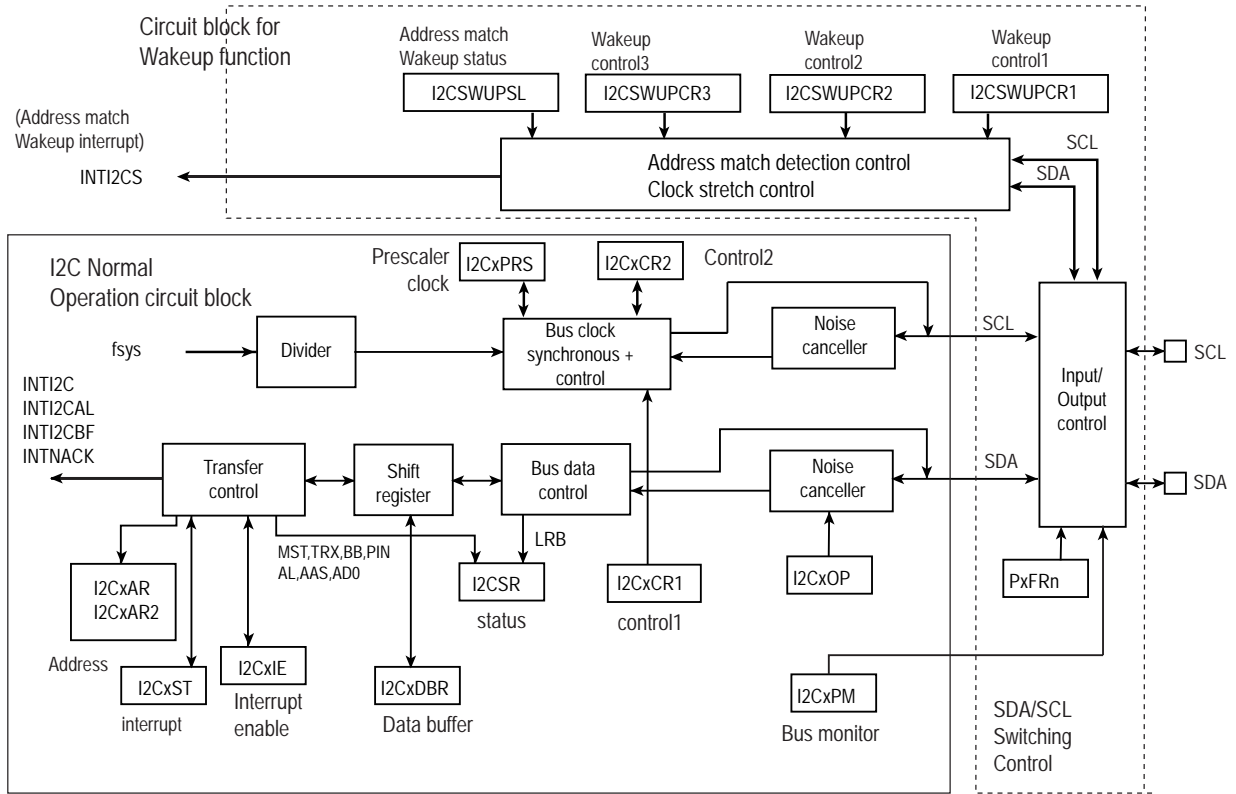 Circuit block for
Wakeup function
Address match
Wakeup status
Wakeup
control3
Wakeup
control2
Wakeup
control1
I2CSWUPSL
I2CSWUPCR3
I2CSWUPCR2
I2CSWUPCR1
(Address match
Wakeup interrupt)
INTI2CS
Address match detection control
Clock stretch control
SCL
SDA
I2C Normal
Operation circuit block
Prescaler
clock
I2CxPRS
I2CxCR2
Control2
fsys
Divider
Bus clock
synchronous +
control
Noise
canceller
SCL
Input/
Output
control
SCL
INTI2C
INTI2CAL
INTI2CBF
INTNACK
Transfer
control
Shift
register
Bus data
control
Noise
canceller
SDA
SDA
MST,TRX,BB,PIN
AL,AAS,AD0
LRB
I2CxAR
I2CxAR2
I2CSR
I2CxCR1
I2CxOP
PxFRn
status
control1
Address
I2CxST
I2CxIE
I2CxDBR
I2CxPM
interrupt
Interrupt
enable
Data buffer
Bus monitor
SDA/SCL
Switching
Control